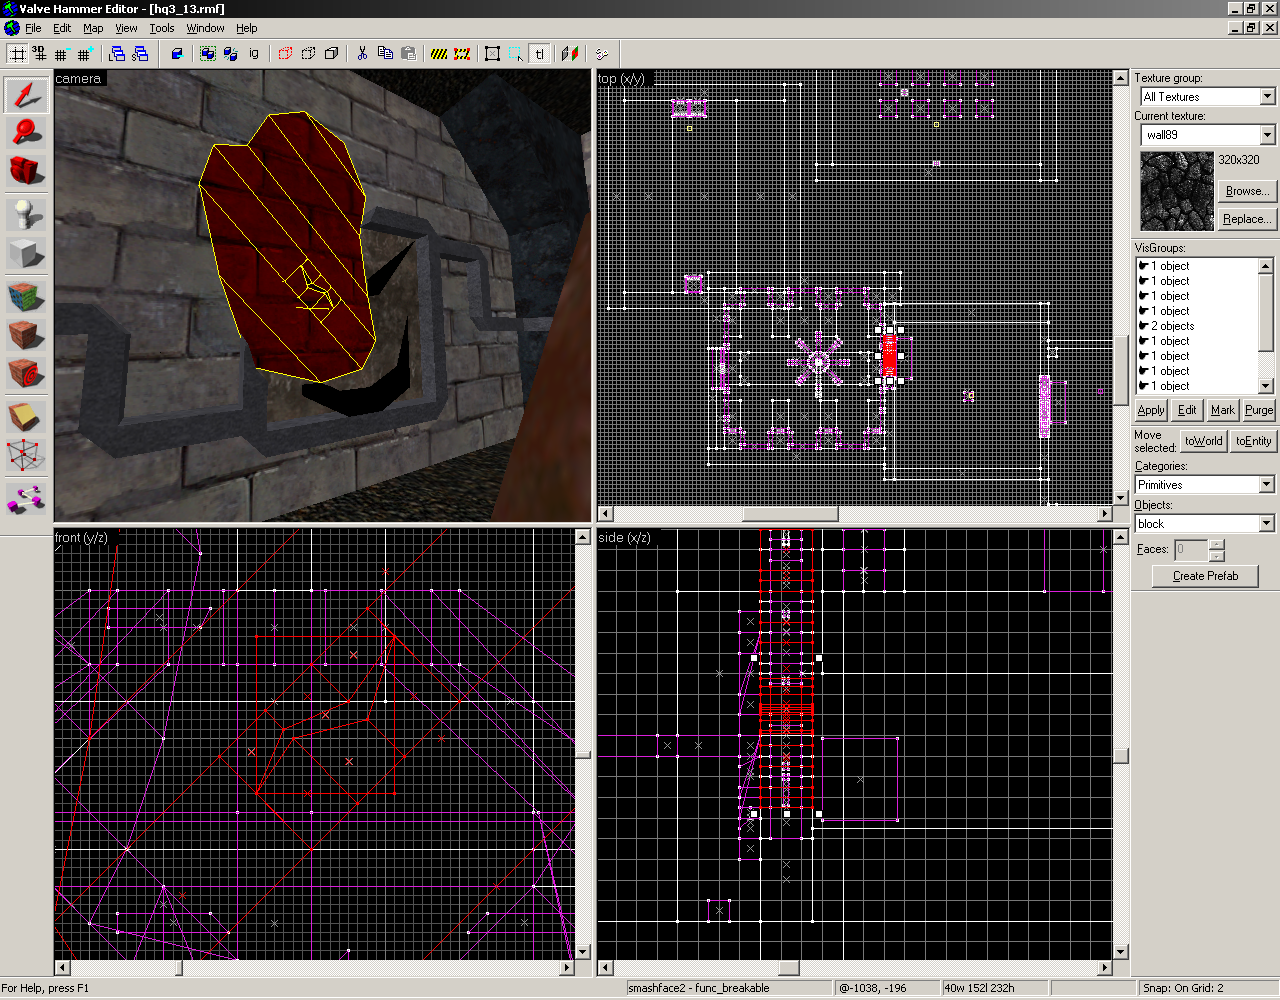 Valve Hammer Editor - [hq3_13.rmf]
File Edit Map View Tools Window Help
3D ig tl
camera
top (x/y)
front (y/z)
side (x/z)
Texture group:
All Textures
Current texture:
wall89
320x320
Browse...
Replace...
VisGroups:
1 object
1 object
1 object
1 object
2 objects
1 object
1 object
1 object
1 object
Apply Edit Mark Purge
Move selected: toWorld toEntity
Categories:
Primitives
Objects:
block
Faces: 0
Create Prefab
For Help, press F1
smashface2 - func_breakable
@-1038, -196
40w 152l 232h
Snap: On Grid: 2